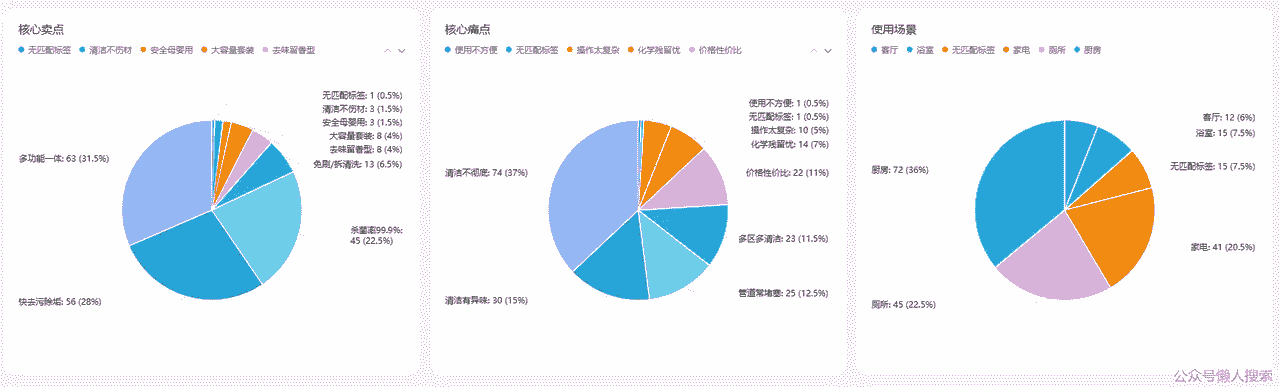 核心卖点
无匹配标签 清洁不伤材 安全母婴用 大容量套装 去味留香型
无匹配标签: 1 (0.5%)
清洁不伤材: 3 (1.5%)
安全母婴用: 3 (1.5%)
大容量套装: 8 (4%)
去味留香型: 8 (4%)
免刷/拆清洗: 13 (6.5%)
多功能一体: 63 (31.5%)
杀菌率99.9%:
45 (22.5%)
快去污除垢: 56 (28%)
核心痛点
使用不方便 无匹配标签 操作太复杂 化学残留忧 价格性价比
使用不方便: 1 (0.5%)
无匹配标签: 1 (0.5%)
操作太复杂: 10 (5%)
化学残留忧: 14 (7%)
清洁不彻底: 74 (37%)
价格性价比: 22 (11%)
多区多清洁: 23 (11.5%)
管道常堵塞: 25 (12.5%)
清洁有异味: 30 (15%)
使用场景
客厅 浴室 无匹配标签 家电 厕所 厨房
客厅: 12 (6%)
浴室: 15 (7.5%)
无匹配标签: 15 (7.5%)
厨房: 72 (36%)
家电: 41 (20.5%)
厕所: 45 (22.5%)
公众号懒人搜索